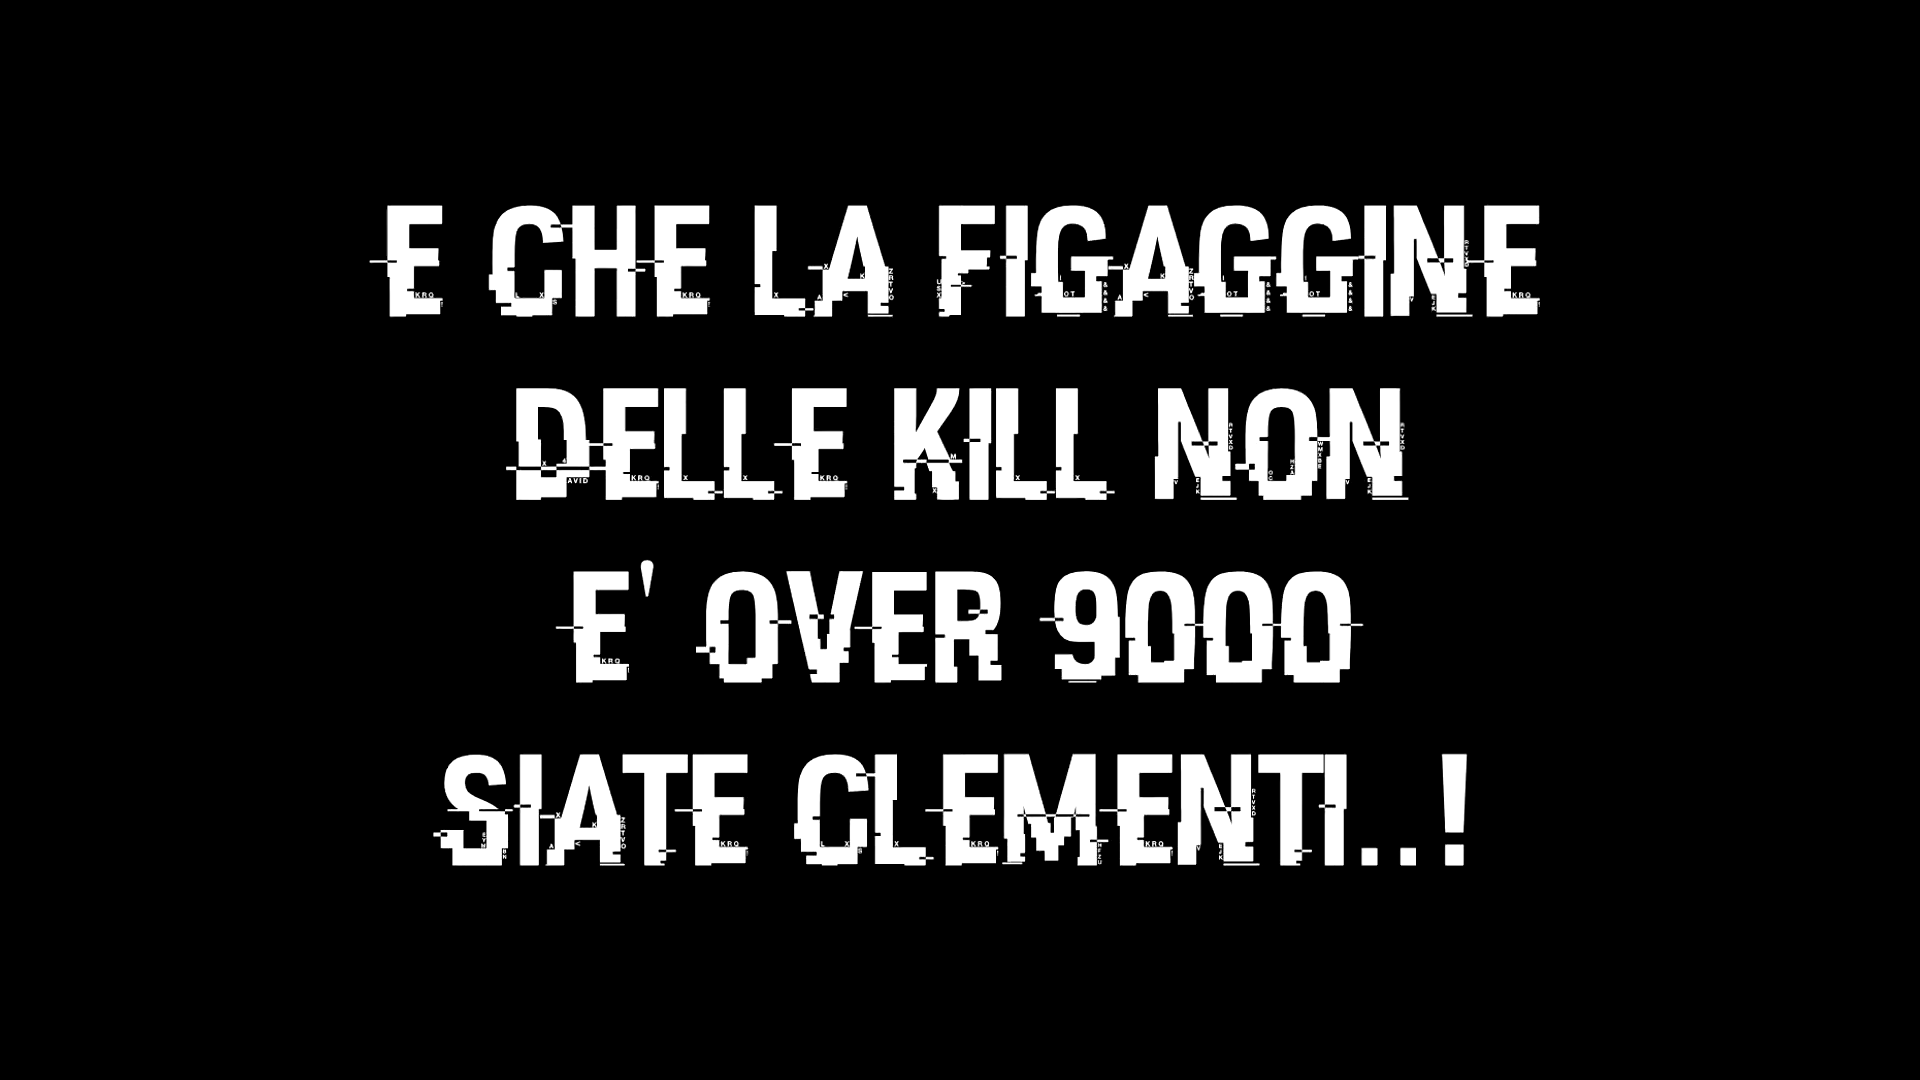 E CHE LA FIGAGGINE
DELLE KILL NON
E' OVER 9000
SIATE CLEMENTI..!